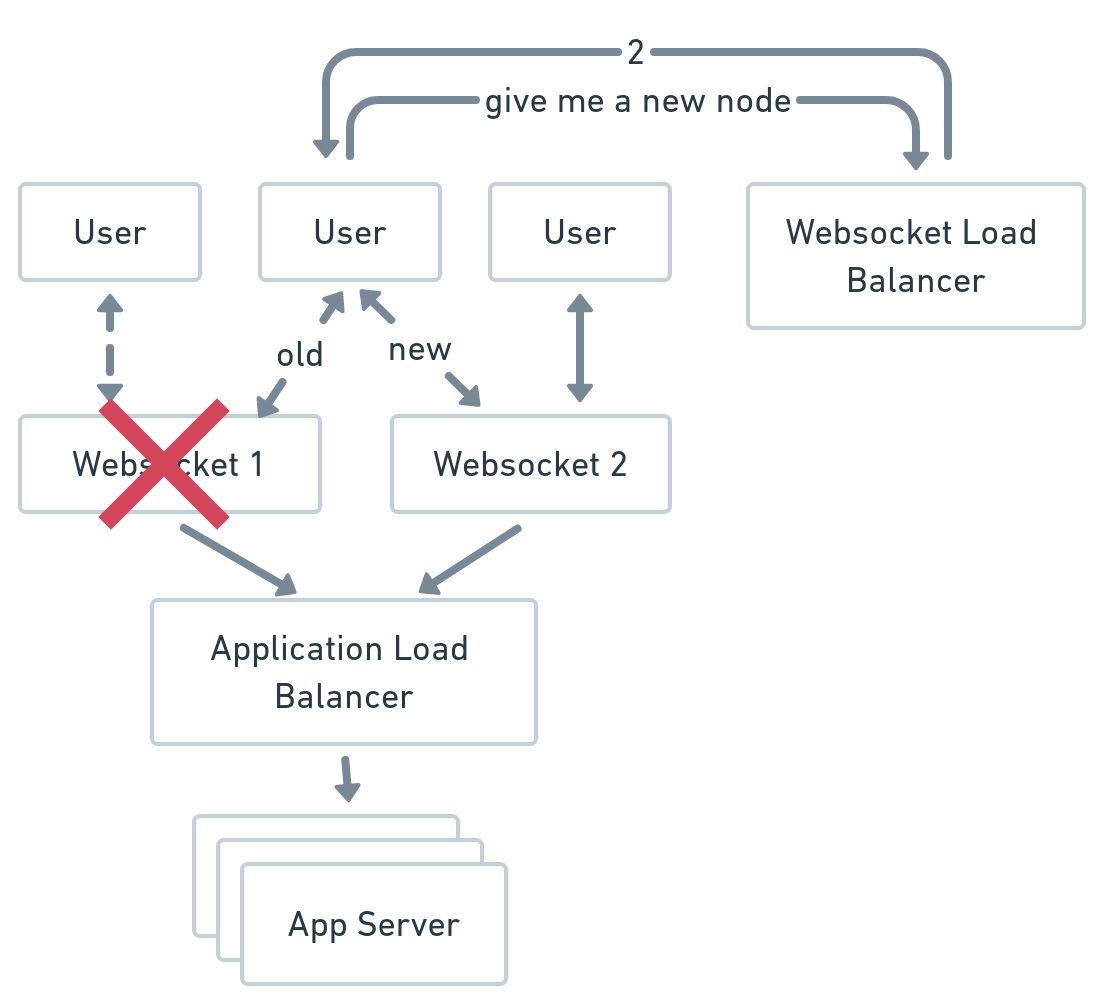 2
give me a new node
User
User
User
Websocket Load
Balancer
old
new
Websocket 1
Websocket 2
Application Load
Balancer
App Server